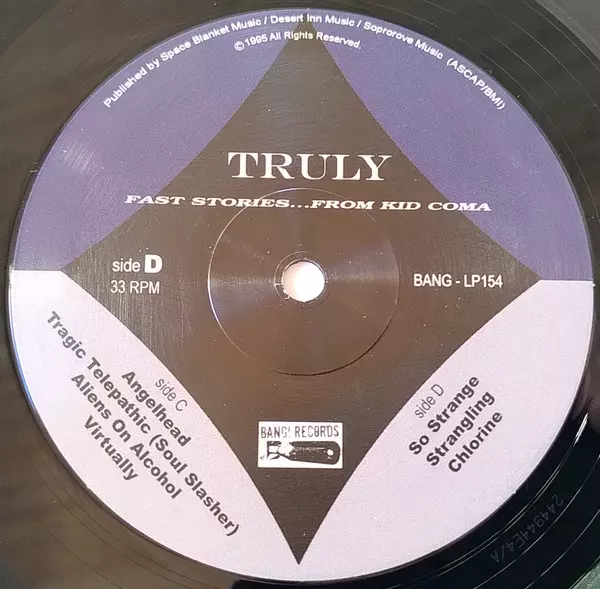 Published by Space Blanket Music / Desert Inn Music / Soprorove Music (ASCAP/BMI)
©1995 All Rights Reserved.
TRULY
FAST STORIES...FROM KID COMA
side D
33 RPM
BANG - LP154
side C
Angelhead
Tragic Telepathic (Soul Slasher)
Aliens On Alcohol
Virtually
side D
So Strange
Strangling
Chlorine
BANG! RECORDS
244944E4/A